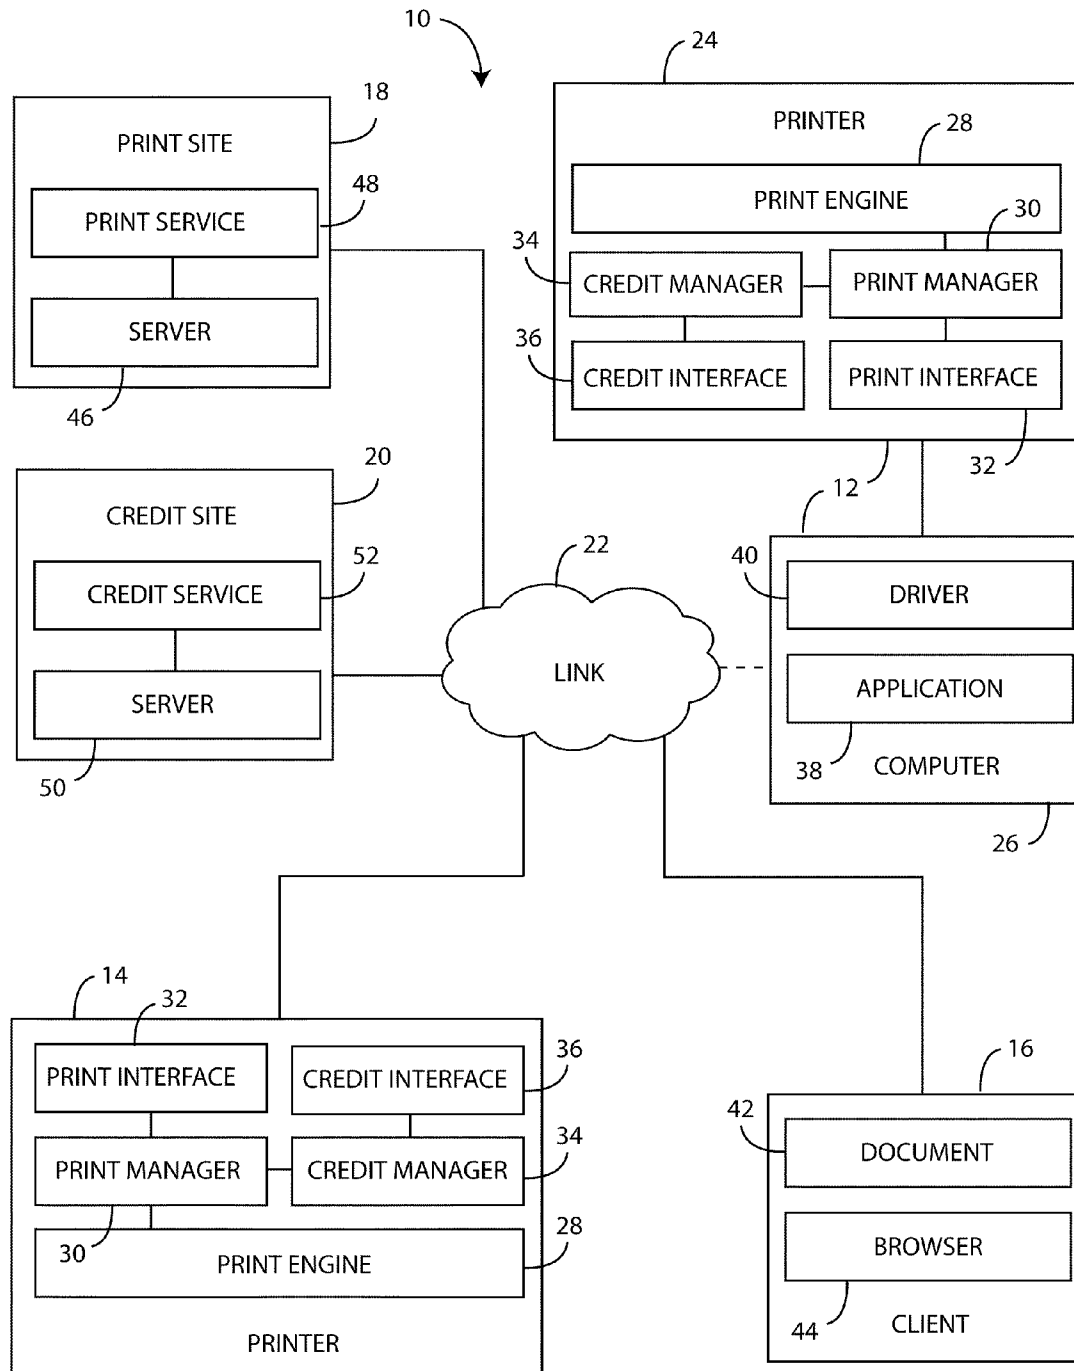 10
18
PRINT SITE
48
PRINT SERVICE
SERVER
46
24
PRINTER
28
PRINT ENGINE
30
34
CREDIT MANAGER
PRINT MANAGER
36
CREDIT INTERFACE
PRINT INTERFACE
32
12
20
CREDIT SITE
52
CREDIT SERVICE
SERVER
50
22
LINK
40
DRIVER
APPLICATION
38
COMPUTER
26
14
32
PRINT INTERFACE
36
CREDIT INTERFACE
34
PRINT MANAGER
CREDIT MANAGER
30
28
PRINT ENGINE
PRINTER
16
42
DOCUMENT
BROWSER
44
CLIENT